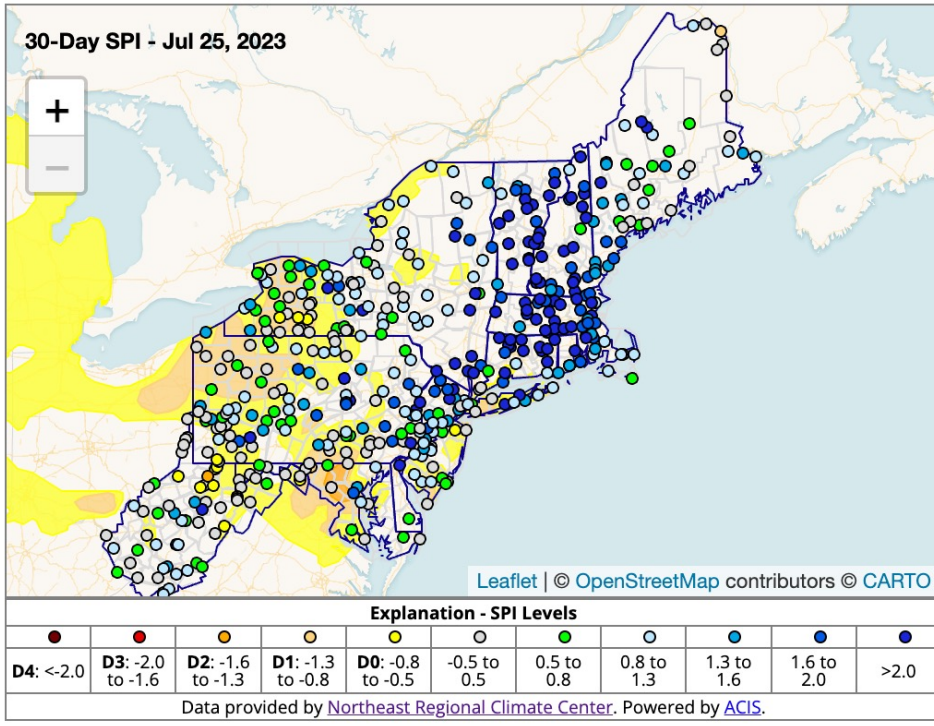 30-Day SPI - Jul 25, 2023
+
−
Leaflet | © OpenStreetMap contributors © CARTO
Explanation - SPI Levels
D4: <-2.0
D3: -2.0
to -1.6
D2: -1.6
to -1.3
D1: -1.3
to -0.8
D0: -0.8
to -0.5
-0.5 to
0.5
0.5 to
0.8
0.8 to
1.3
1.3 to
1.6
1.6 to
2.0
>2.0
Data provided by Northeast Regional Climate Center. Powered by ACIS.